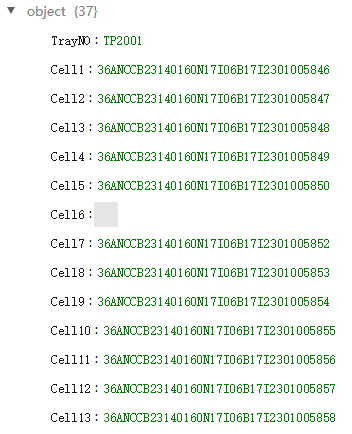 object {37}
TrayNO : TP2001
Cell1 : 36ANCCB23140160N17I06B17I2301005846
Cell2 : 36ANCCB23140160N17I06B17I2301005847
Cell3 : 36ANCCB23140160N17I06B17I2301005848
Cell4 : 36ANCCB23140160N17I06B17I2301005849
Cell5 : 36ANCCB23140160N17I06B17I2301005850
Cell6 :
Cell7 : 36ANCCB23140160N17I06B17I2301005852
Cell8 : 36ANCCB23140160N17I06B17I2301005853
Cell9 : 36ANCCB23140160N17I06B17I2301005854
Cell10 : 36ANCCB23140160N17I06B17I2301005855
Cell11 : 36ANCCB23140160N17I06B17I2301005856
Cell12 : 36ANCCB23140160N17I06B17I2301005857
Cell13 : 36ANCCB23140160N17I06B17I2301005858